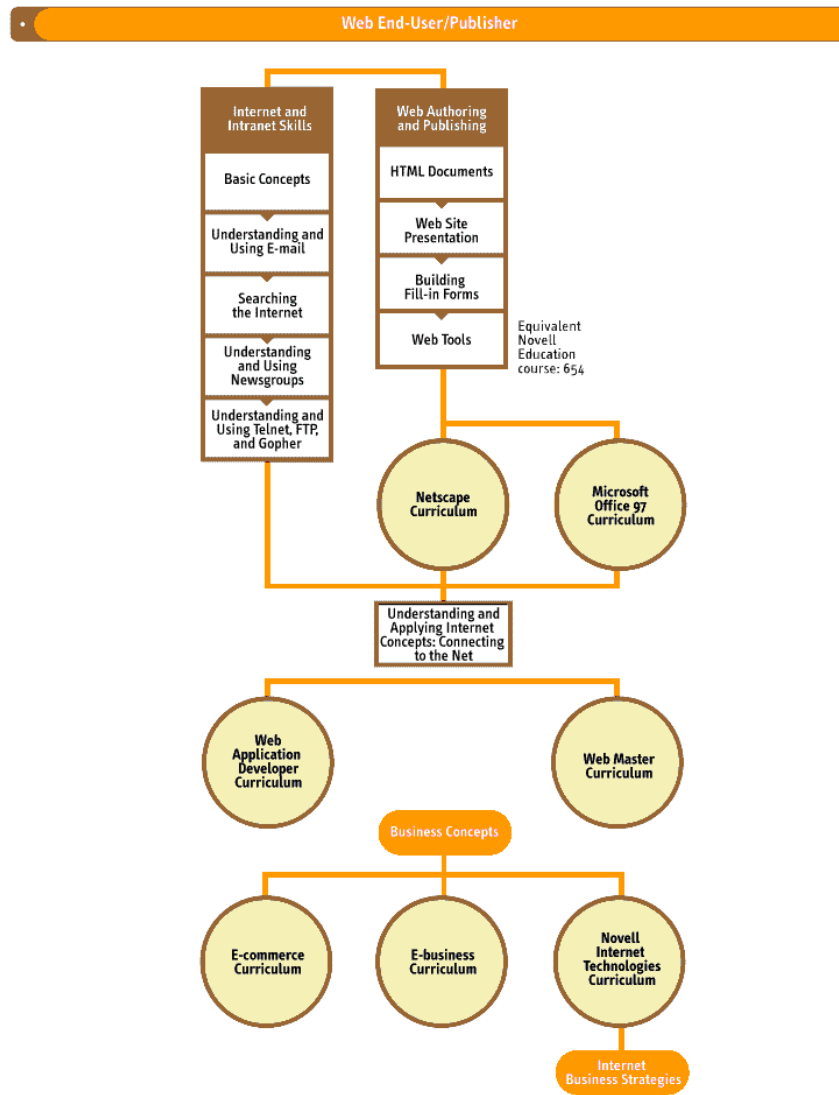 Web End-User/Publisher
Internet and
Intranet Skills
Basic Concepts
Understanding and
Using E-mail
Searching
the Internet
Understanding
and Using
Newsgroups
Understanding and
Using Telnet, FTP,
and Gopher
Web Authoring
and Publishing
HTML Documents
Web Site
Presentation
Building
Fill-in Forms
Web Tools
Equivalent
Novell
Education
course: 654
Netscape
Curriculum
Microsoft
Office 97
Curriculum
Understanding and
Applying Internet
Concepts: Connecting
to the Net
Web
Application
Developer
Curriculum
Web Master
Curriculum
Business Concepts
E-commerce
Curriculum
E-business
Curriculum
Novell
Internet
Technologies
Curriculum
Internet
Business Strategies